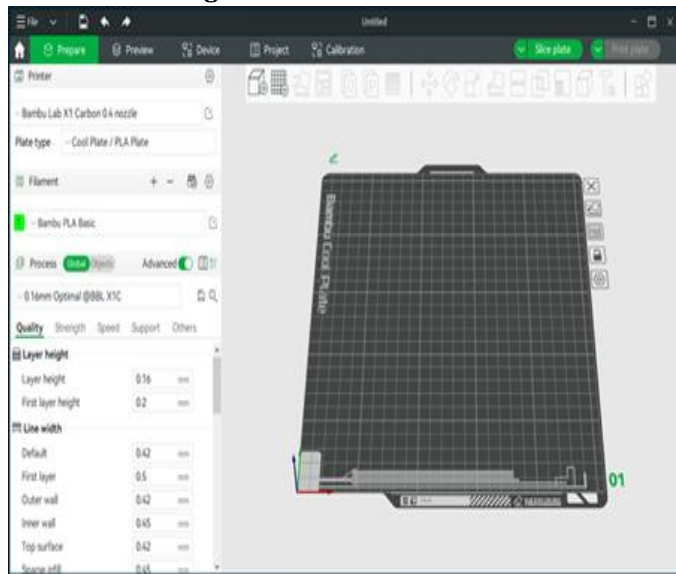 File
Untitled
Prepare
Preview
Device
Project
Calibration
Slice plate
Print plate
Printer
Bambu Lab X1 Carbon 0.4 nozzle
Plate type
Cool Plate / PLA Plate
Filament
Bambu PLA Basic
Process
Global
Objects
Advanced
0.16mm Optimal @BBL X1C
Quality Strength Speed Support Others
Layer height
Layer height 0.16 mm
First layer height 0.2 mm
Line width
Default 0.42 mm
First layer 0.5 mm
Outer wall 0.42 mm
Inner wall 0.45 mm
Top surface 0.42 mm
Sparse infill 0.45 mm
Bambu Cool Plate
01